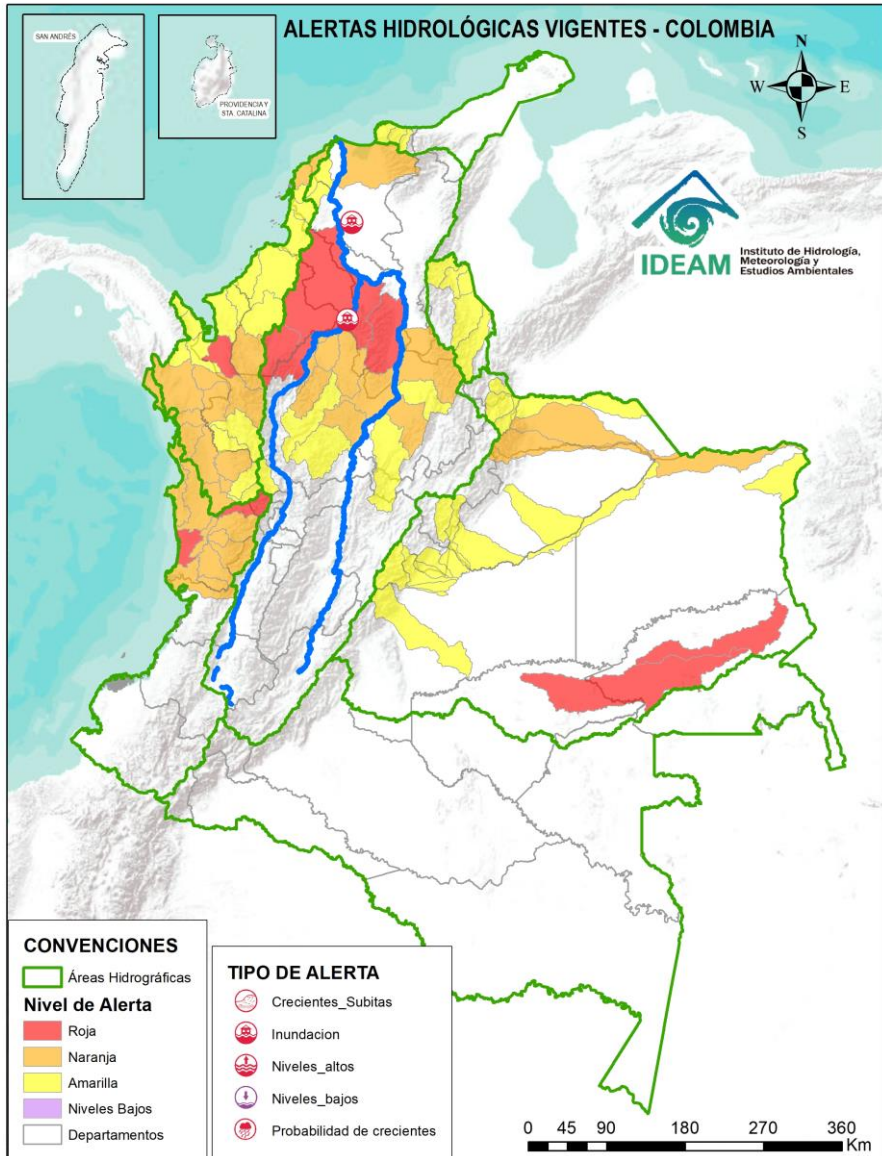 ALERTAS HIDROLÓGICAS VIGENTES - COLOMBIA
SAN ANDRÉS
PROVIDENCIA Y
STA. CATALINA
N
W
E
S
IDEAM
Instituto de Hidrología,
Meteorología y
Estudios Ambientales
CONVENCIONES
Áreas Hidrográficas
Nivel de Alerta
Roja
Naranja
Amarilla
Niveles Bajos
Departamentos
TIPO DE ALERTA
Crecientes_Subitas
Inundacion
Niveles_altos
Niveles_bajos
Probabilidad de crecientes
0 45 90 180 270 360
Km